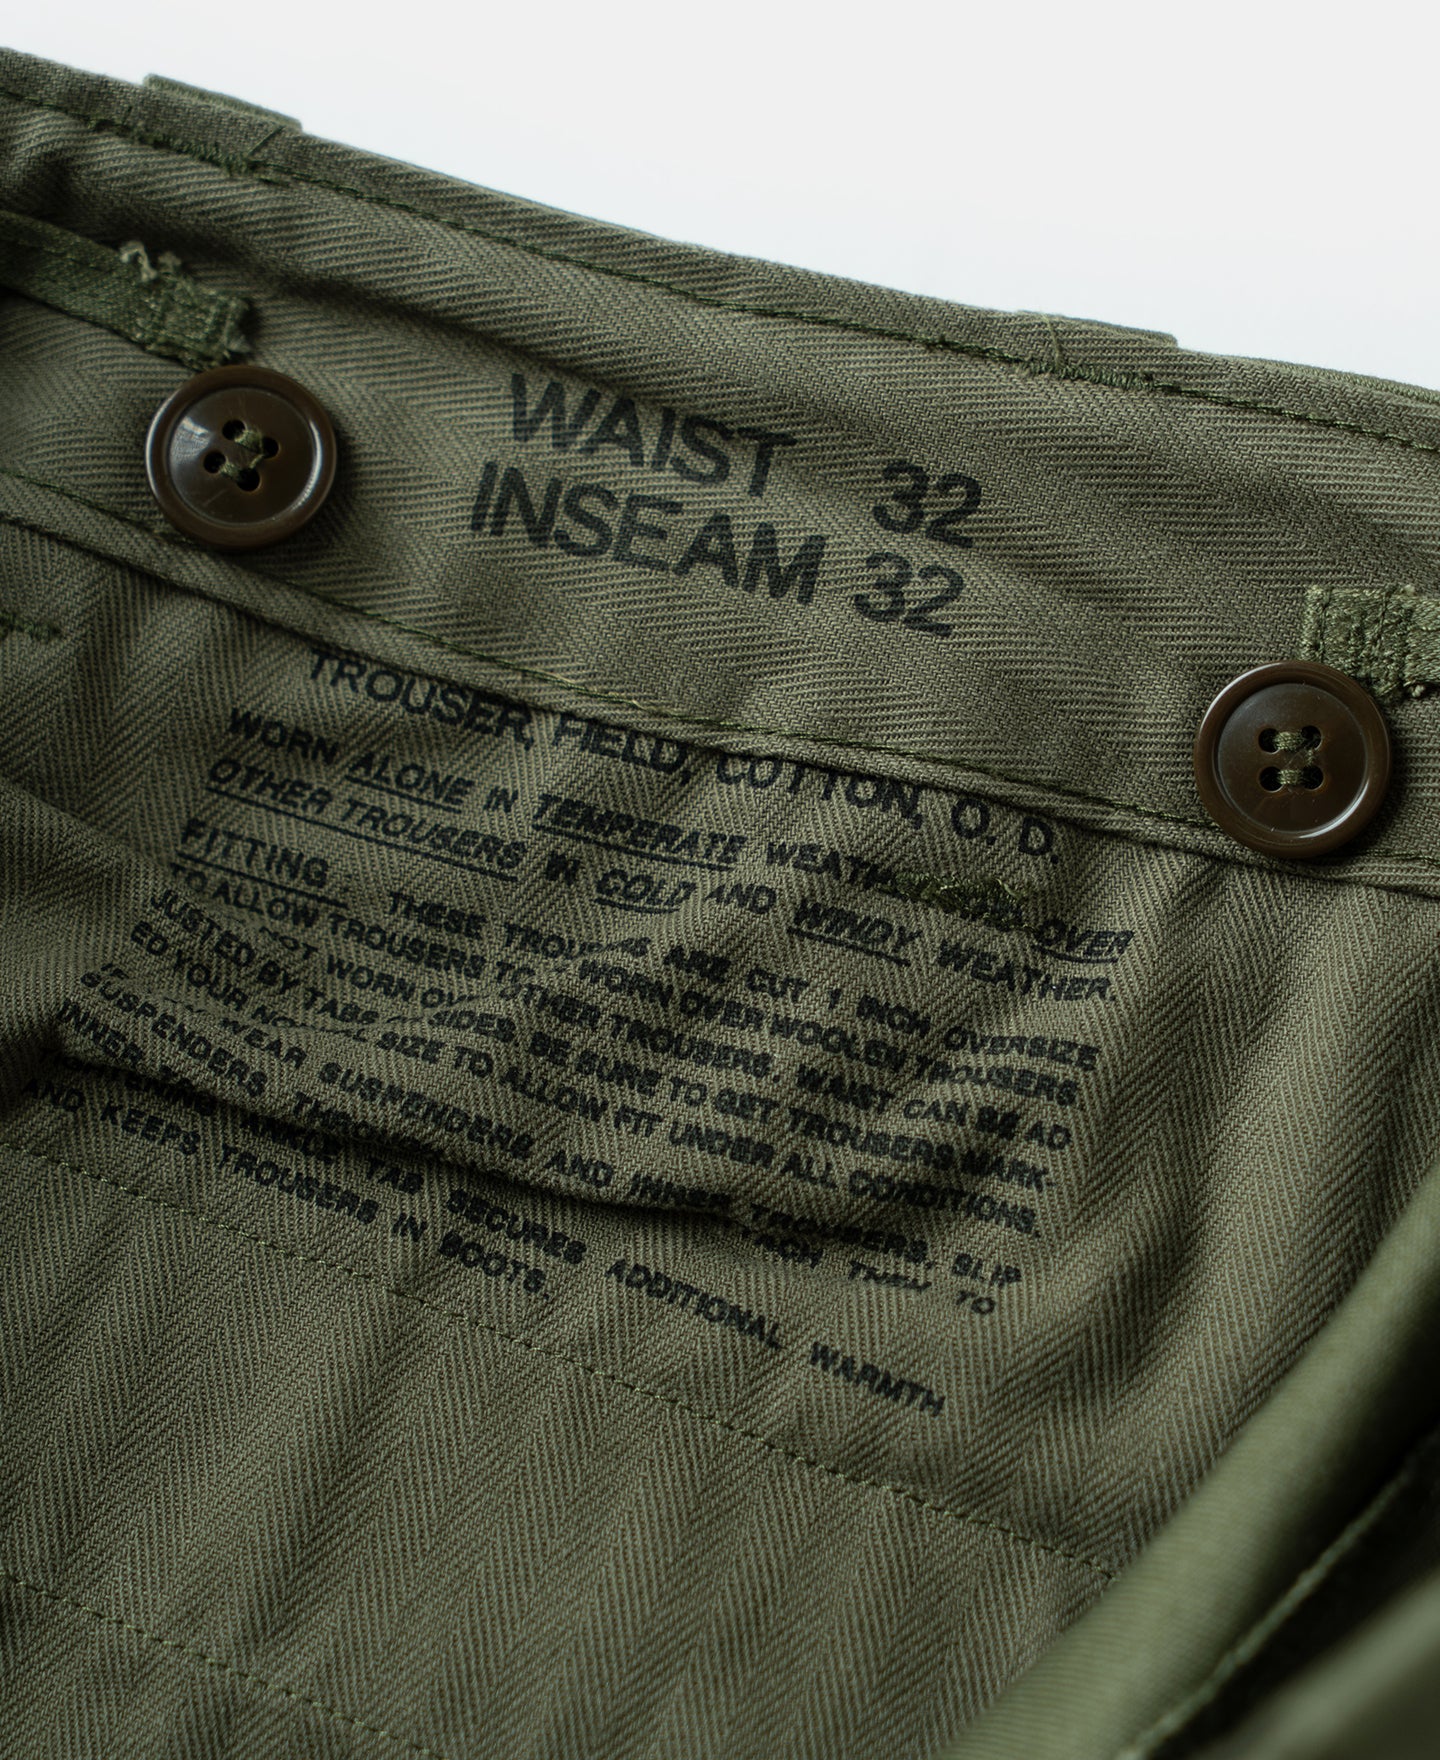 WAIST 32
INSEAM 32
TROUSER, FIELD, COTTON, O. D.
WORN ALONE IN TEMPERATE WEATHER OVER
OTHER TROUSERS IN COLD AND WINDY WEATHER.
FITTING - THESE TROUSERS ARE CUT 1 INCH OVERSIZE
TO ALLOW TROUSERS TO WORN OVER WOOLEN TROUSERS.
NOT WORN OTHER TROUSERS. WAIST CAN BE AD
JUSTED BY TABS SIDES. BE SURE TO GET TROUSERS MARK-
ED YOUR NORMAL SIZE TO ALLOW FIT UNDER ALL CONDITIONS.
WEAR SUSPENDERS AND INNER TROUSERS, SLIP
SUSPENDERS THROUGH THEM TO
INNER
ANKLE TAB SECURES ADDITIONAL WARMTH
AND KEEPS TROUSERS IN BOOTS.